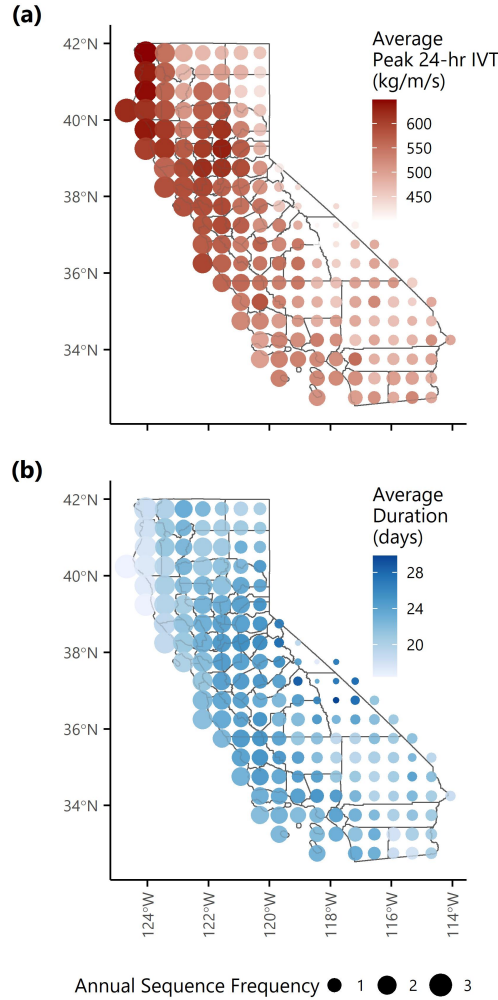 (a)
Average
Peak 24-hr IVT
(kg/m/s)
600
550
500
450
42°N
40°N
38°N
36°N
34°N
(b)
Average
Duration
(days)
28
24
20
42°N
40°N
38°N
36°N
34°N
124°W
122°W
120°W
118°W
116°W
114°W
Annual Sequence Frequency 1 2 3